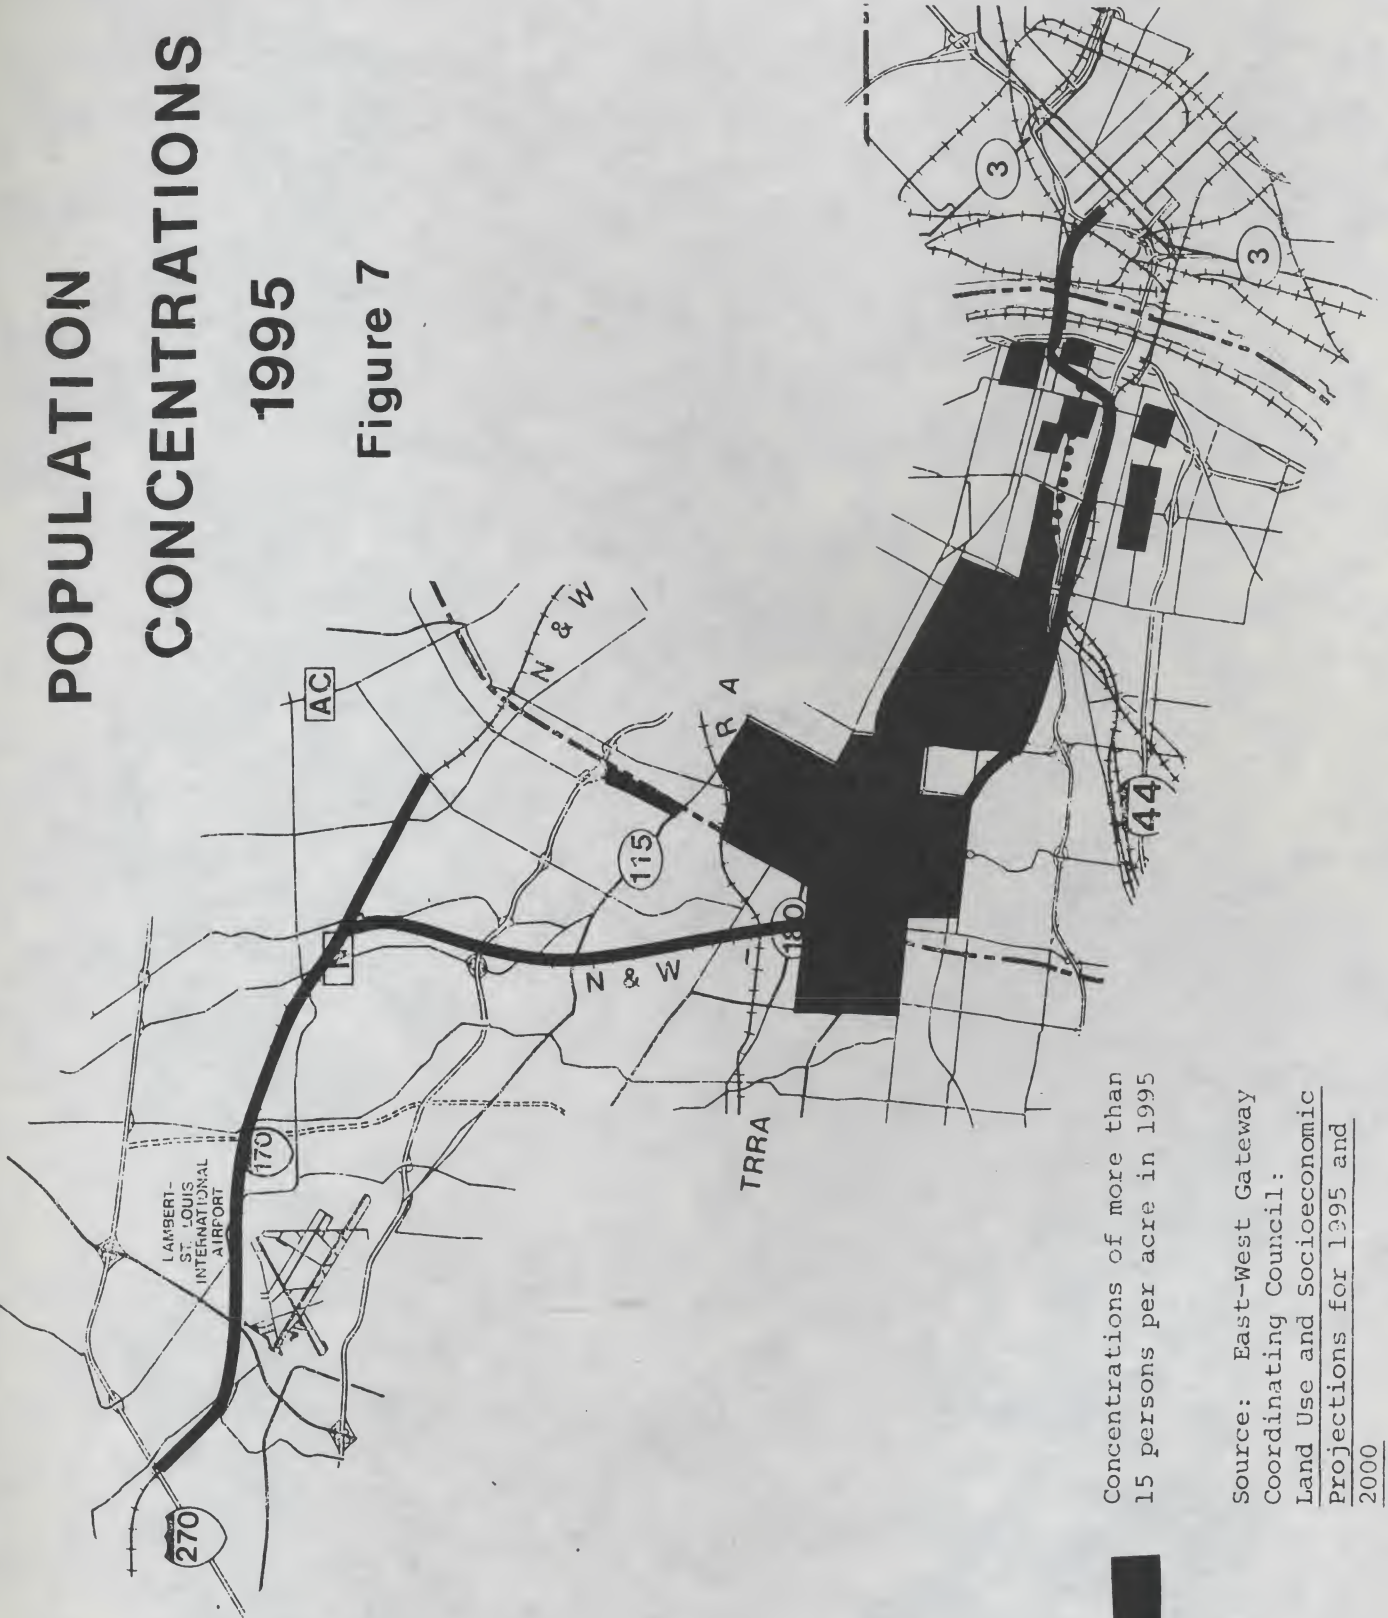 POPULATION
CONCENTRATIONS
1995
Figure 7
AC
N & W
R A
115
180
N & W
TRRA
170
LAMBERT-
ST. LOUIS
INTERNATIONAL
AIRPORT
270
3
3
44
Concentrations of more than
15 persons per acre in 1995
Source: East-West Gateway
Coordinating Council:
Land Use and Socioeconomic
Projections for 1995 and
2000